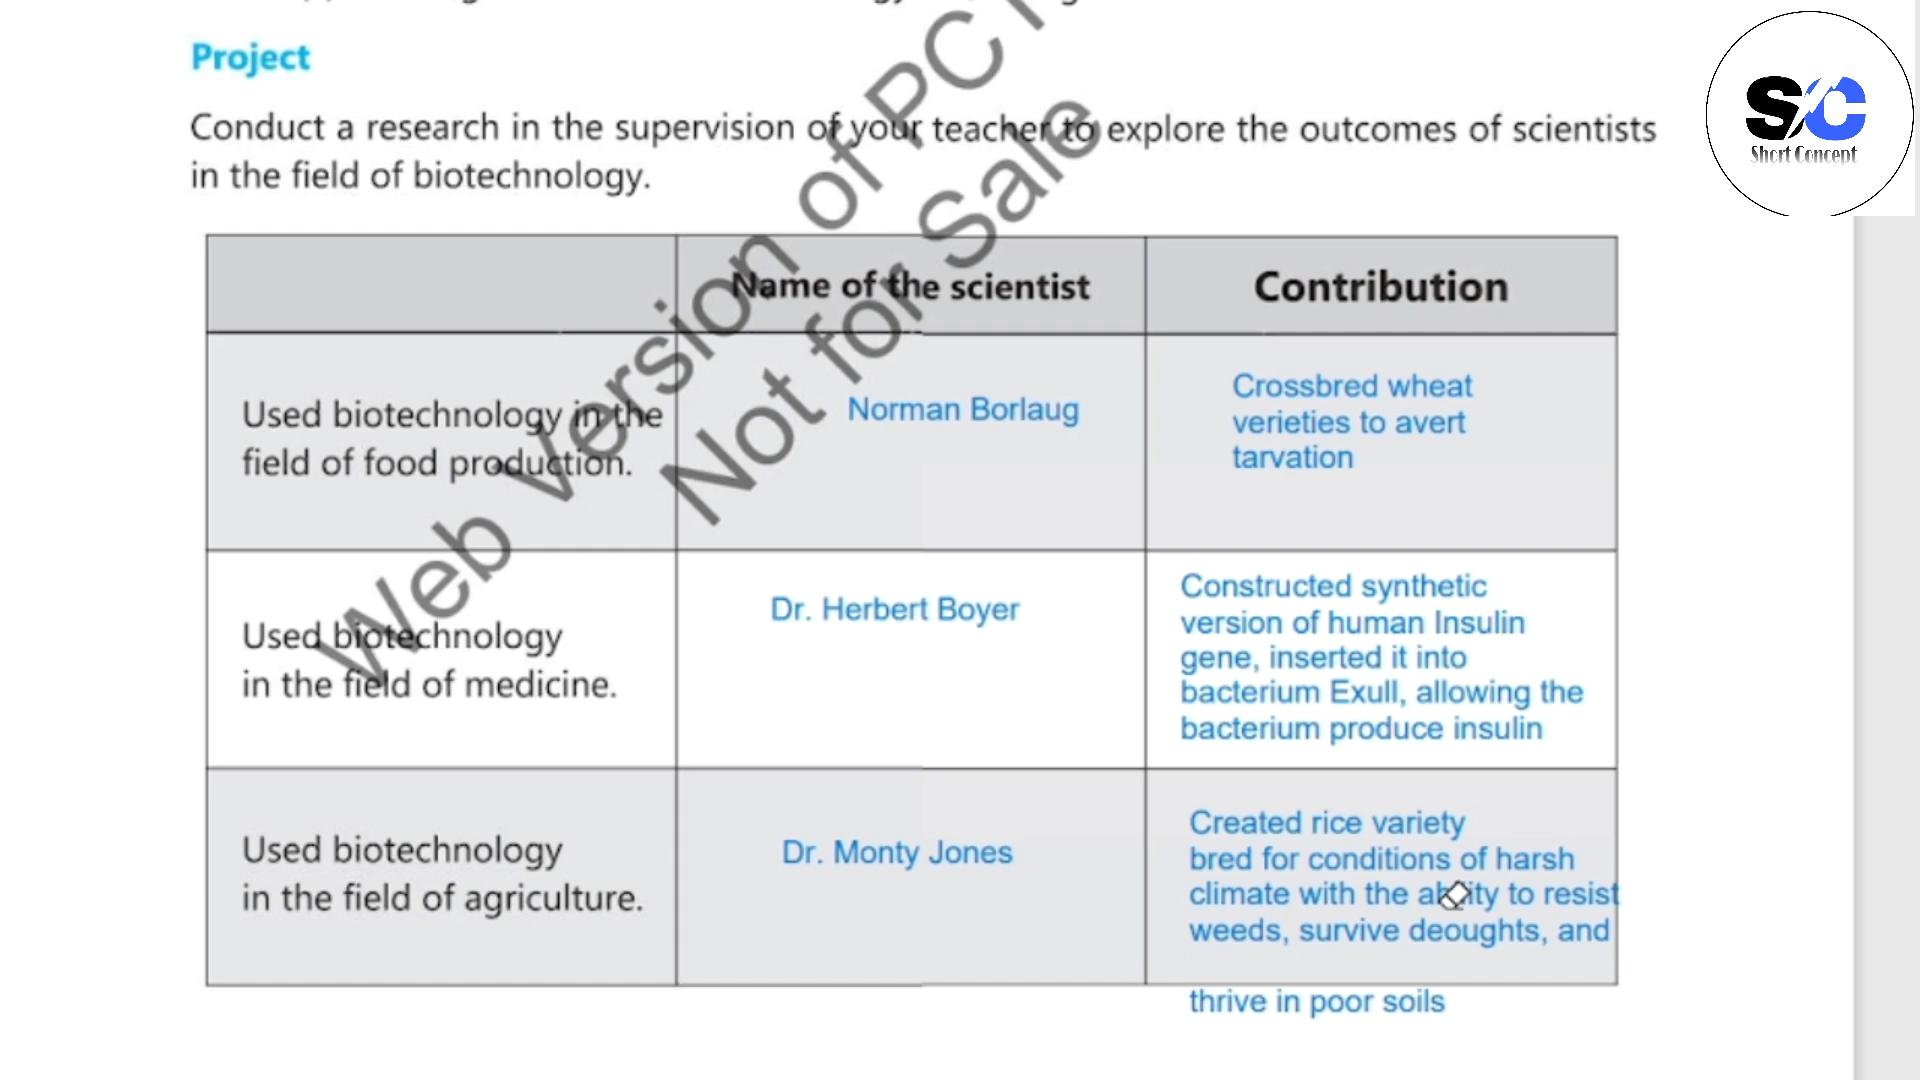 Project
Conduct a research in the supervision of your teacher to explore the outcomes of scientists
in the field of biotechnology.
S/C
Short Concept
Name of the scientist
Contribution
Used biotechnology in the
field of food production.
Norman Borlaug
Crossbred wheat
verieties to avert
tarvation
Used biotechnology
in the field of medicine.
Dr. Herbert Boyer
Constructed synthetic
version of human Insulin
gene, inserted it into
bacterium Exull, allowing the
bacterium produce insulin
Used biotechnology
in the field of agriculture.
Dr. Monty Jones
Created rice variety
bred for conditions of harsh
climate with the ability to resist
weeds, survive deoughts, and
thrive in poor soils
Web Version of PCT
Not for Sale